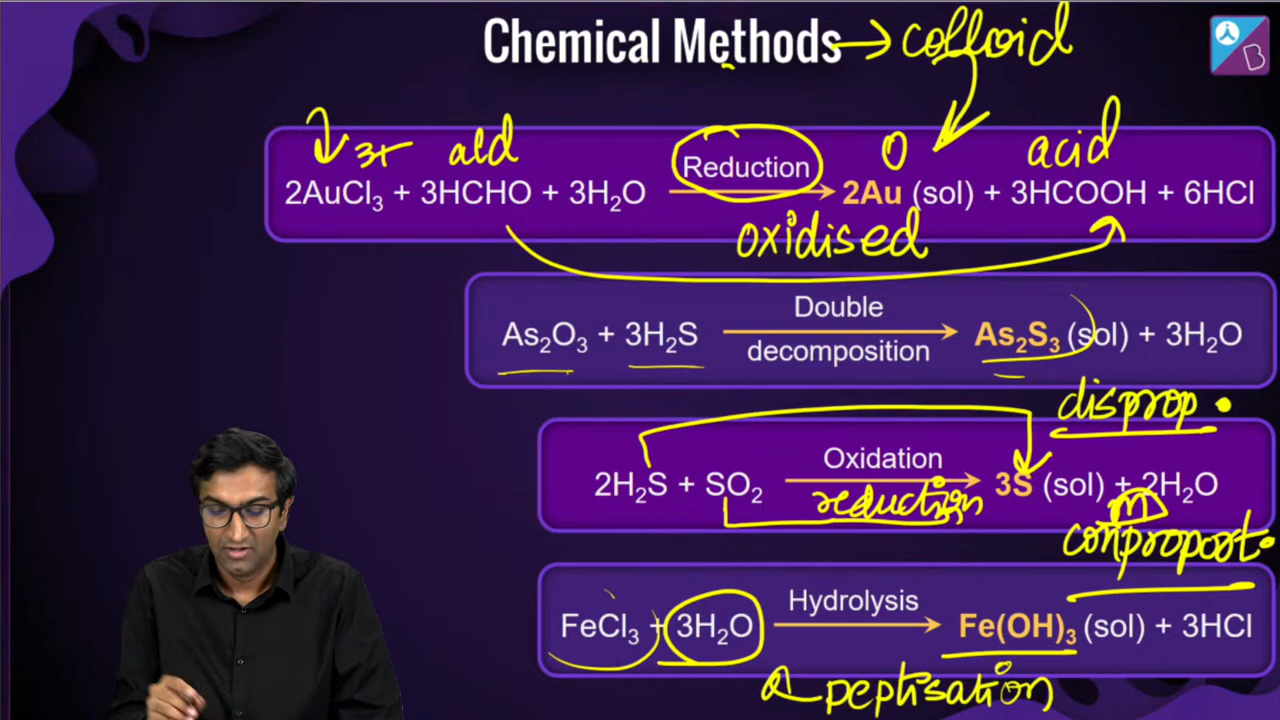 Chemical Methods → colloid
3+ ald Reduction 0 acid
2AuCl₃ + 3HCHO + 3H₂O → 2Au (sol) + 3HCOOH + 6HCl
oxidised
Double
As₂O₃ + 3H₂S → As₂S₃ (sol) + 3H₂O
decomposition
disprop.
Oxidation
2H₂S + SO₂ → 3S (sol) + 2H₂O
reduction
comproport.
Hydrolysis
FeCl₃ + 3H₂O → Fe(OH)₃ (sol) + 3HCl
peptisation
B